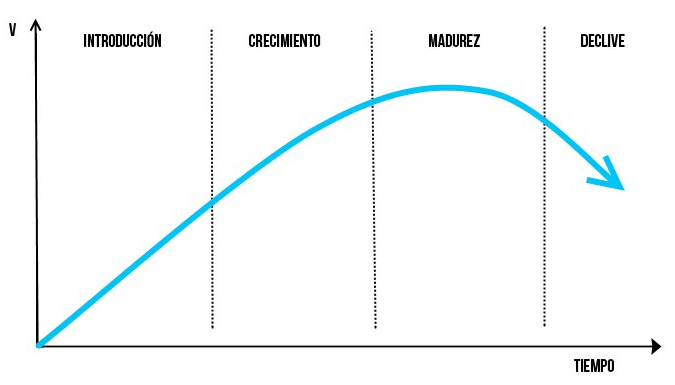 V
INTRODUCCIÓN
CRECIMIENTO
MADUREZ
DECLIVE
TIEMPO